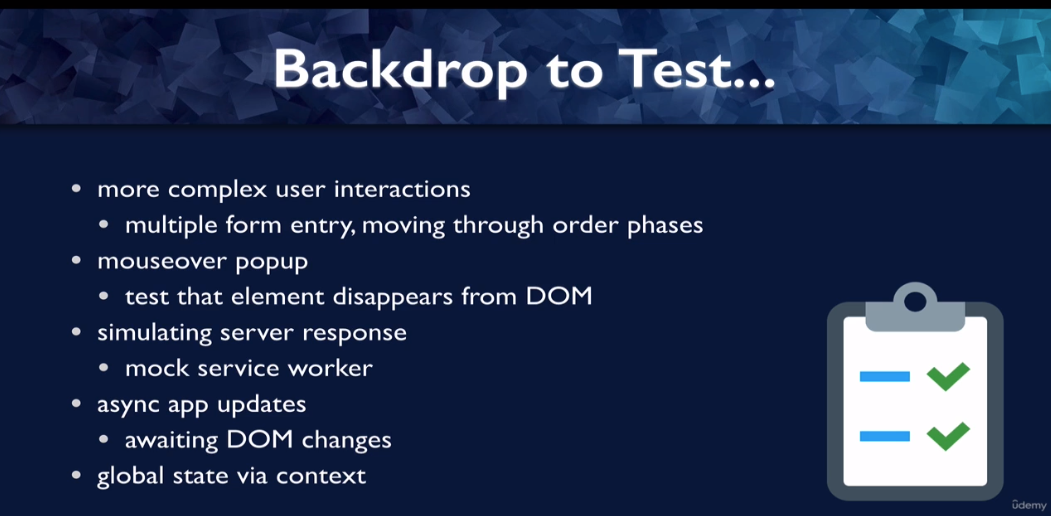 Backdrop to Test...
• more complex user interactions
• multiple form entry, moving through order phases
• mouseover popup
• test that element disappears from DOM
• simulating server response
• mock service worker
• async app updates
• awaiting DOM changes
• global state via context
ûdemy